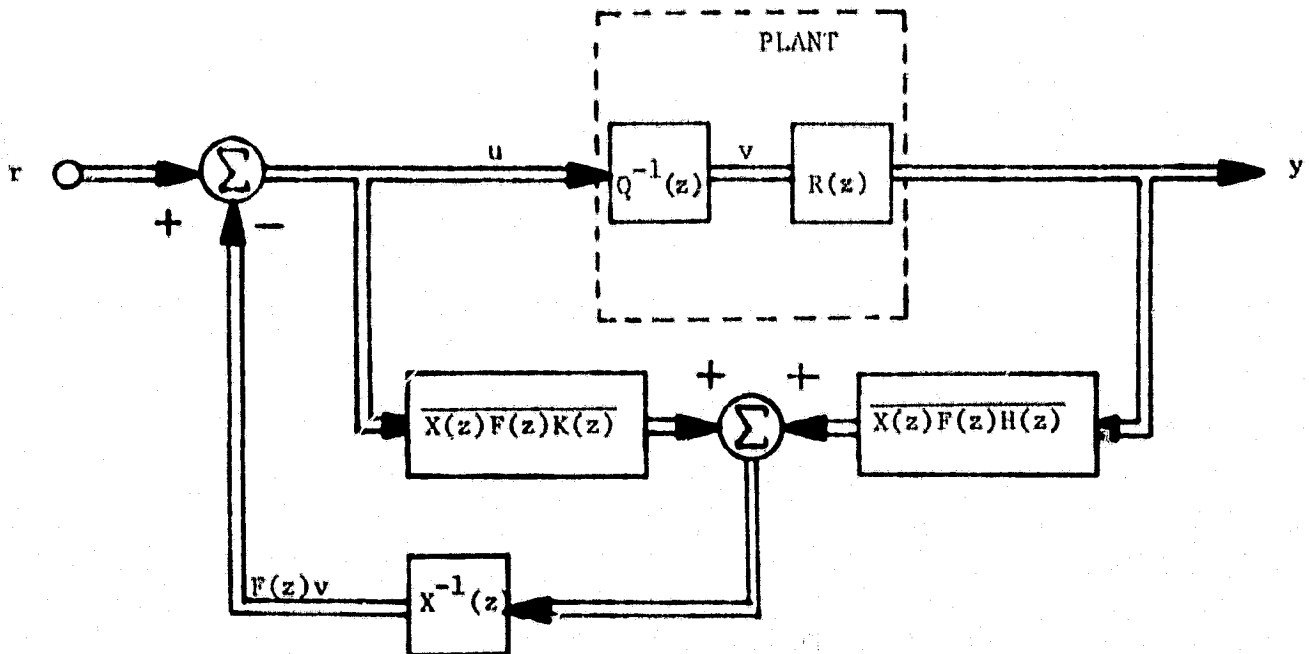 PLANT
r
Σ
u
Q⁻¹(z)
v
R(z)
y
+
−
+
+
X(z)F(z)K(z)
Σ
X(z)F(z)H(z)
F(z)v
X⁻¹(z)